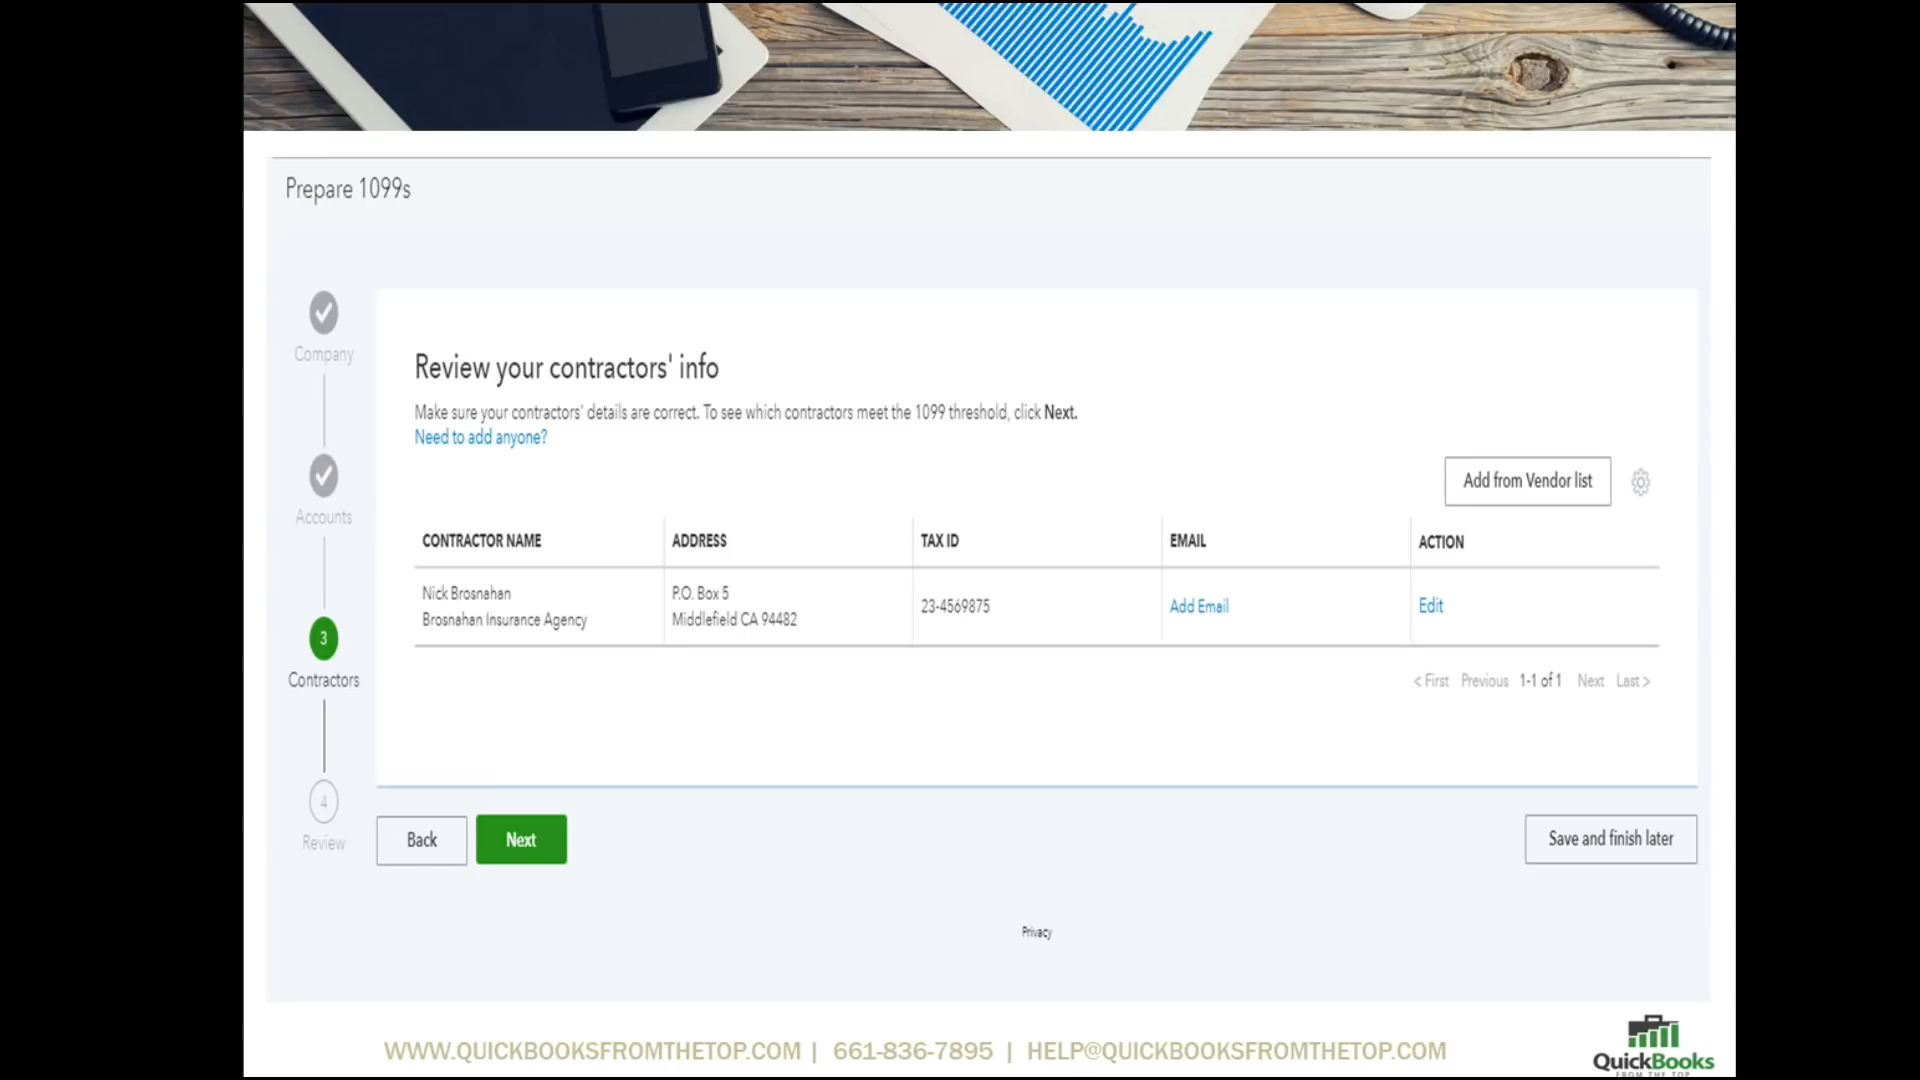 Prepare 1099s
Company
Accounts
3
Contractors
4
Review
Review your contractors' info
Make sure your contractors' details are correct. To see which contractors meet the 1099 threshold, click Next.
Need to add anyone?
Add from Vendor list
CONTRACTOR NAME ADDRESS TAX ID EMAIL ACTION
Nick Brosnahan P.O. Box 5
Brosnahan Insurance Agency Middlefield CA 94482 23-4569875 Add Email Edit
< First Previous 1-1 of 1 Next Last >
Back Next Save and finish later
Privacy
WWW.QUICKBOOKSFROMTHETOP.COM | 661-836-7895 | HELP@QUICKBOOKSFROMTHETOP.COM
QuickBooks
FROM THE TOP